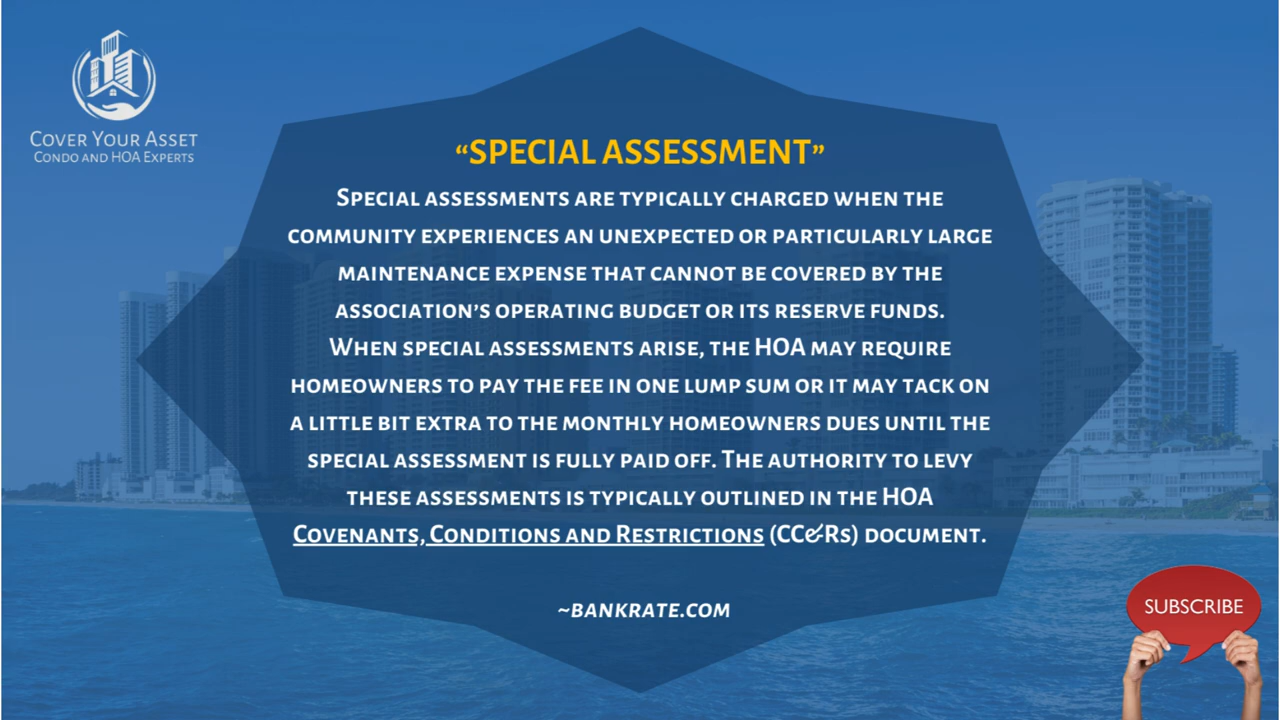 Cover Your Asset
Condo and HOA Experts
“SPECIAL ASSESSMENT”
Special assessments are typically charged when the
community experiences an unexpected or particularly large
maintenance expense that cannot be covered by the
association’s operating budget or its reserve funds.
When special assessments arise, the HOA may require
homeowners to pay the fee in one lump sum or it may tack on
a little bit extra to the monthly homeowners dues until the
special assessment is fully paid off. The authority to levy
these assessments is typically outlined in the HOA
Covenants, Conditions and Restrictions (CC&Rs) document.
~bankrate.com
SUBSCRIBE